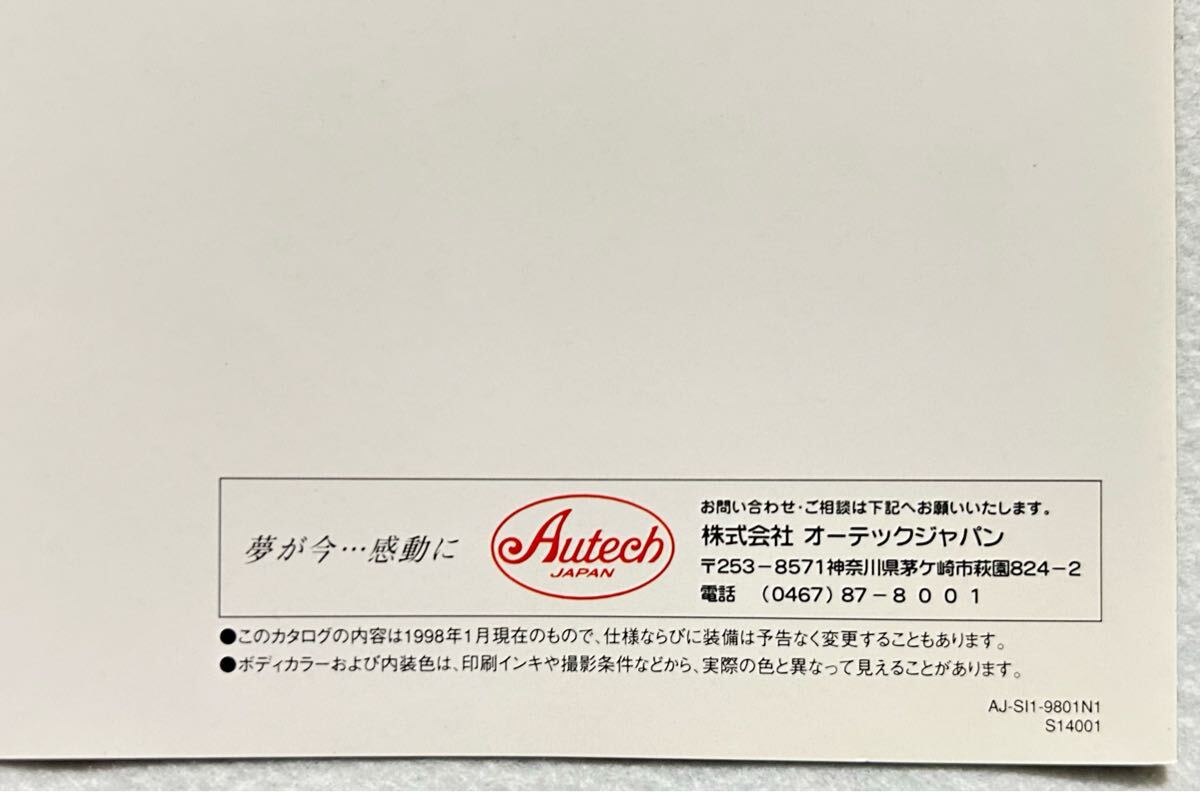 夢が今…感動に
Autech
JAPAN
お問い合わせ・ご相談は下記へお願いいたします。
株式会社 オーテックジャパン
〒253-8571神奈川県茅ケ崎市萩園824-2
電話 (0467)87-8001
●このカタログの内容は1998年1月現在のもので、仕様ならびに装備は予告なく変更することもあります。
●ボディカラーおよび内装色は、印刷インキや撮影条件などから、実際の色と異なって見えることがあります。
AJ-SI1-9801N1
S14001